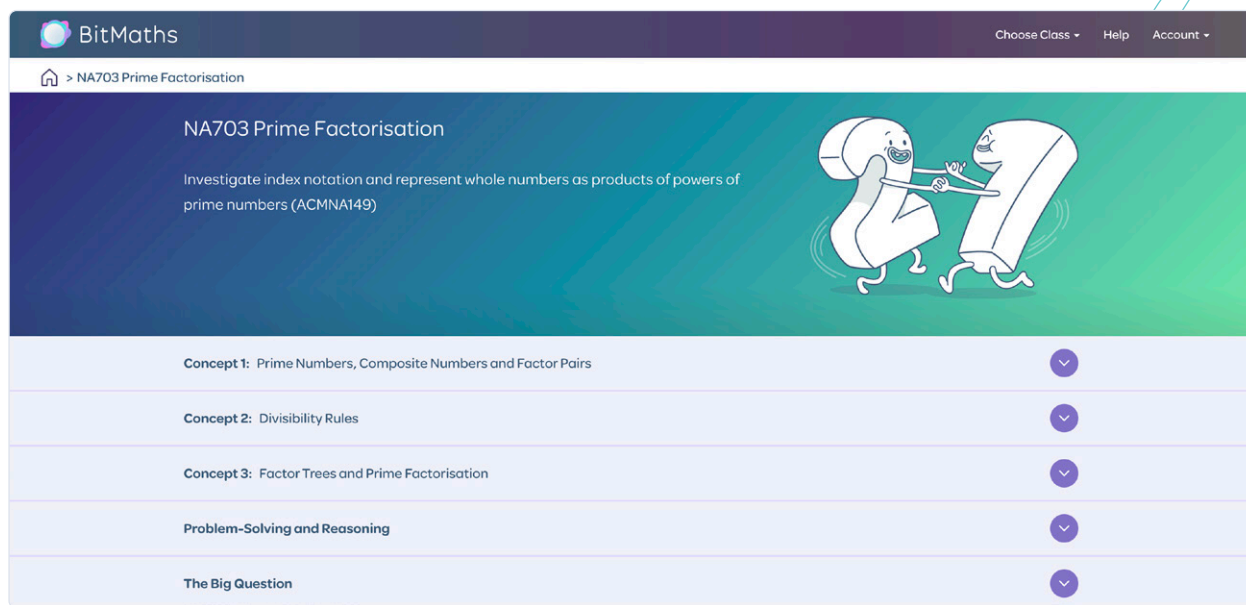 BitMaths
Choose Class Help Account
> NA703 Prime Factorisation
NA703 Prime Factorisation
Investigate index notation and represent whole numbers as products of powers of
prime numbers (ACMNA149)
Concept 1: Prime Numbers, Composite Numbers and Factor Pairs
Concept 2: Divisibility Rules
Concept 3: Factor Trees and Prime Factorisation
Problem-Solving and Reasoning
The Big Question